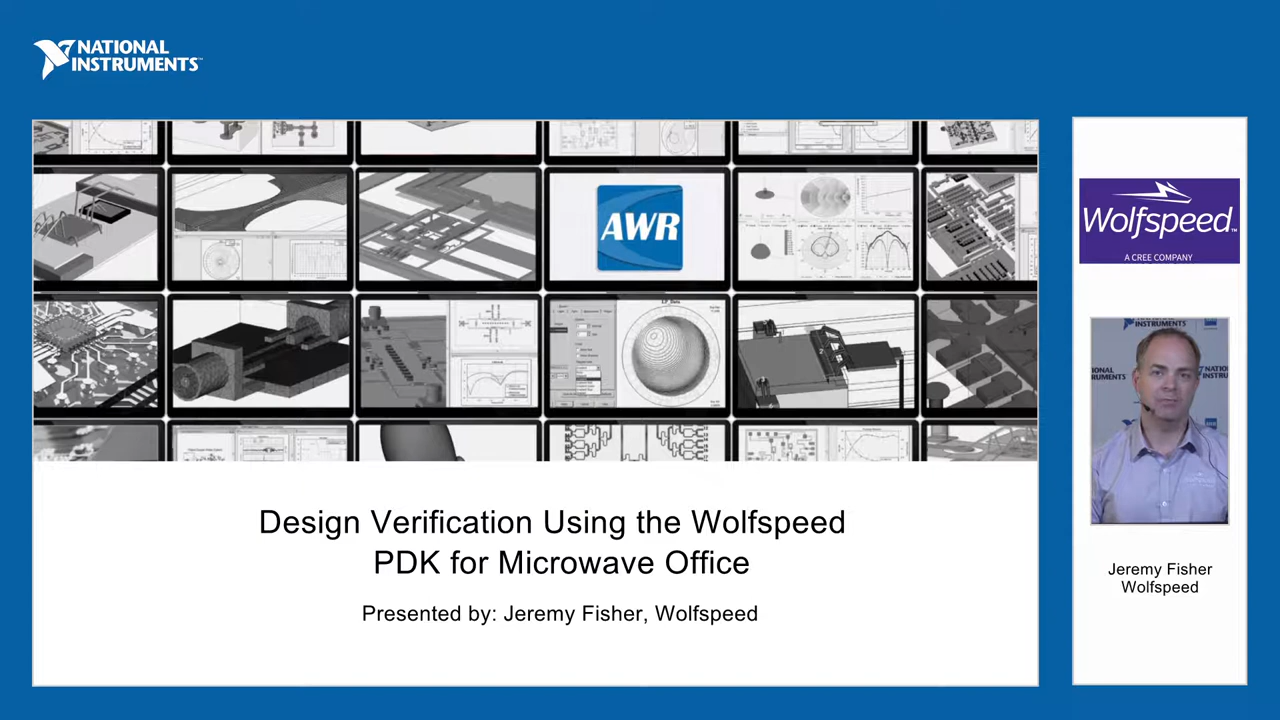 NATIONAL
INSTRUMENTS
AWR
Design Verification Using the Wolfspeed
PDK for Microwave Office
Presented by: Jeremy Fisher, Wolfspeed
Wolfspeed
A CREE COMPANY
Jeremy Fisher
Wolfspeed